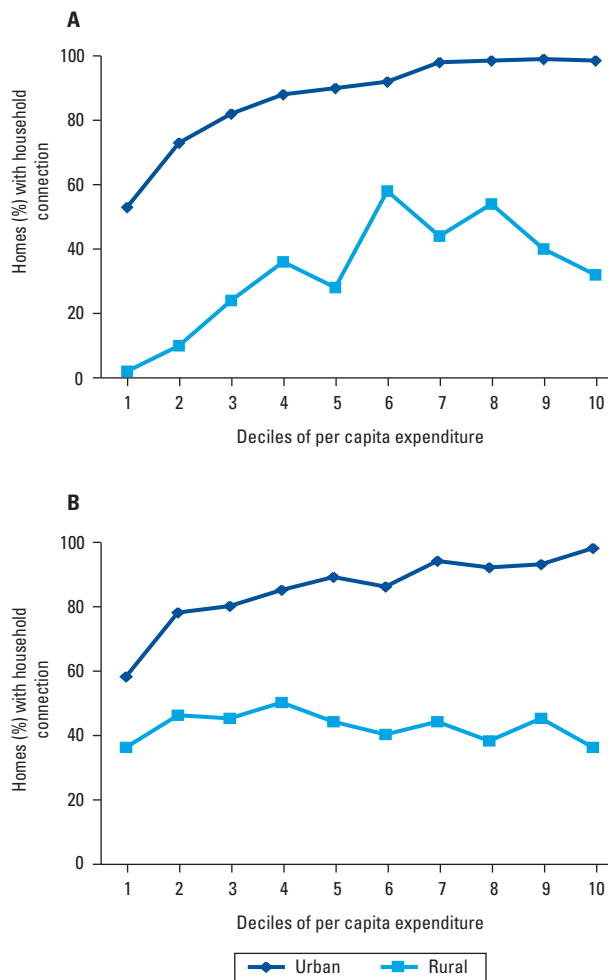 A
Homes (%) with household
connection
100
80
60
40
20
0
1 2 3 4 5 6 7 8 9 10
Deciles of per capita expenditure
B
Homes (%) with household
connection
100
80
60
40
20
0
1 2 3 4 5 6 7 8 9 10
Deciles of per capita expenditure
Urban Rural